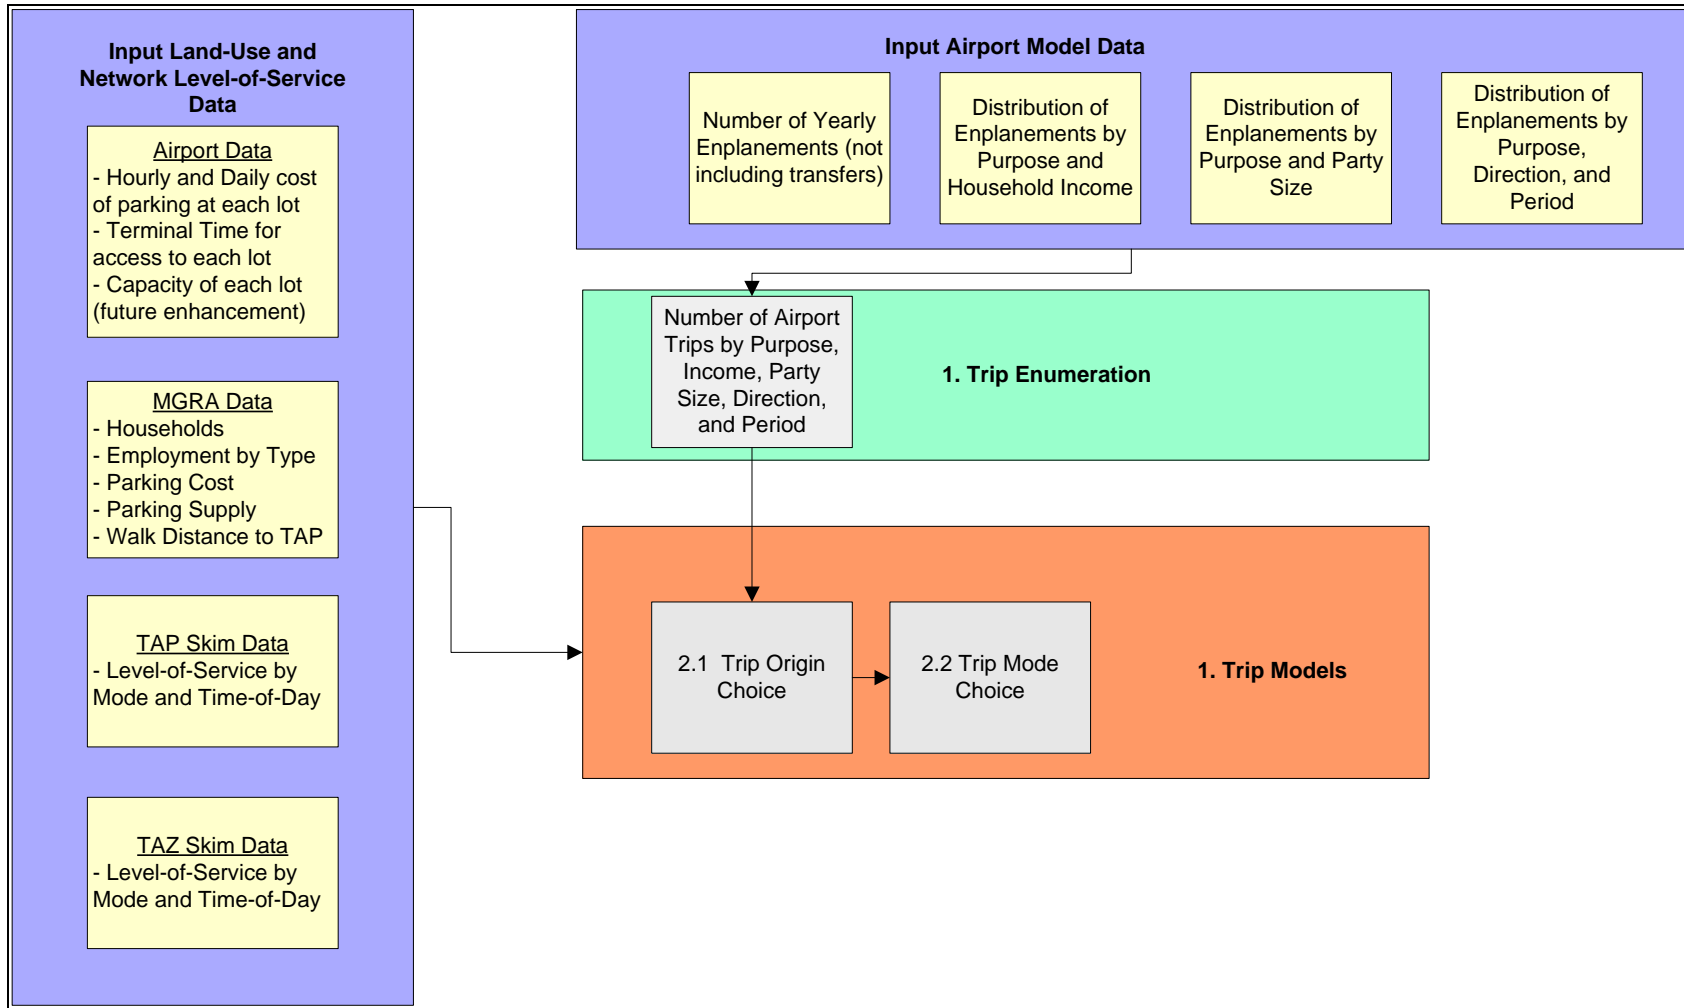 Input Land-Use and
Network Level-of-Service
Data
Airport Data
- Hourly and Daily cost
of parking at each lot
- Terminal Time for
access to each lot
- Capacity of each lot
(future enhancement)
MGRA Data
- Households
- Employment by Type
- Parking Cost
- Parking Supply
- Walk Distance to TAP
TAP Skim Data
- Level-of-Service by
Mode and Time-of-Day
TAZ Skim Data
- Level-of-Service by
Mode and Time-of-Day
Input Airport Model Data
Number of Yearly
Enplanements (not
including transfers)
Distribution of
Enplanements by
Purpose and
Household Income
Distribution of
Enplanements by
Purpose and Party
Size
Distribution of
Enplanements by
Purpose,
Direction, and
Period
Number of Airport
Trips by Purpose,
Income, Party
Size, Direction,
and Period
1. Trip Enumeration
2.1 Trip Origin
Choice
2.2 Trip Mode
Choice
1. Trip Models